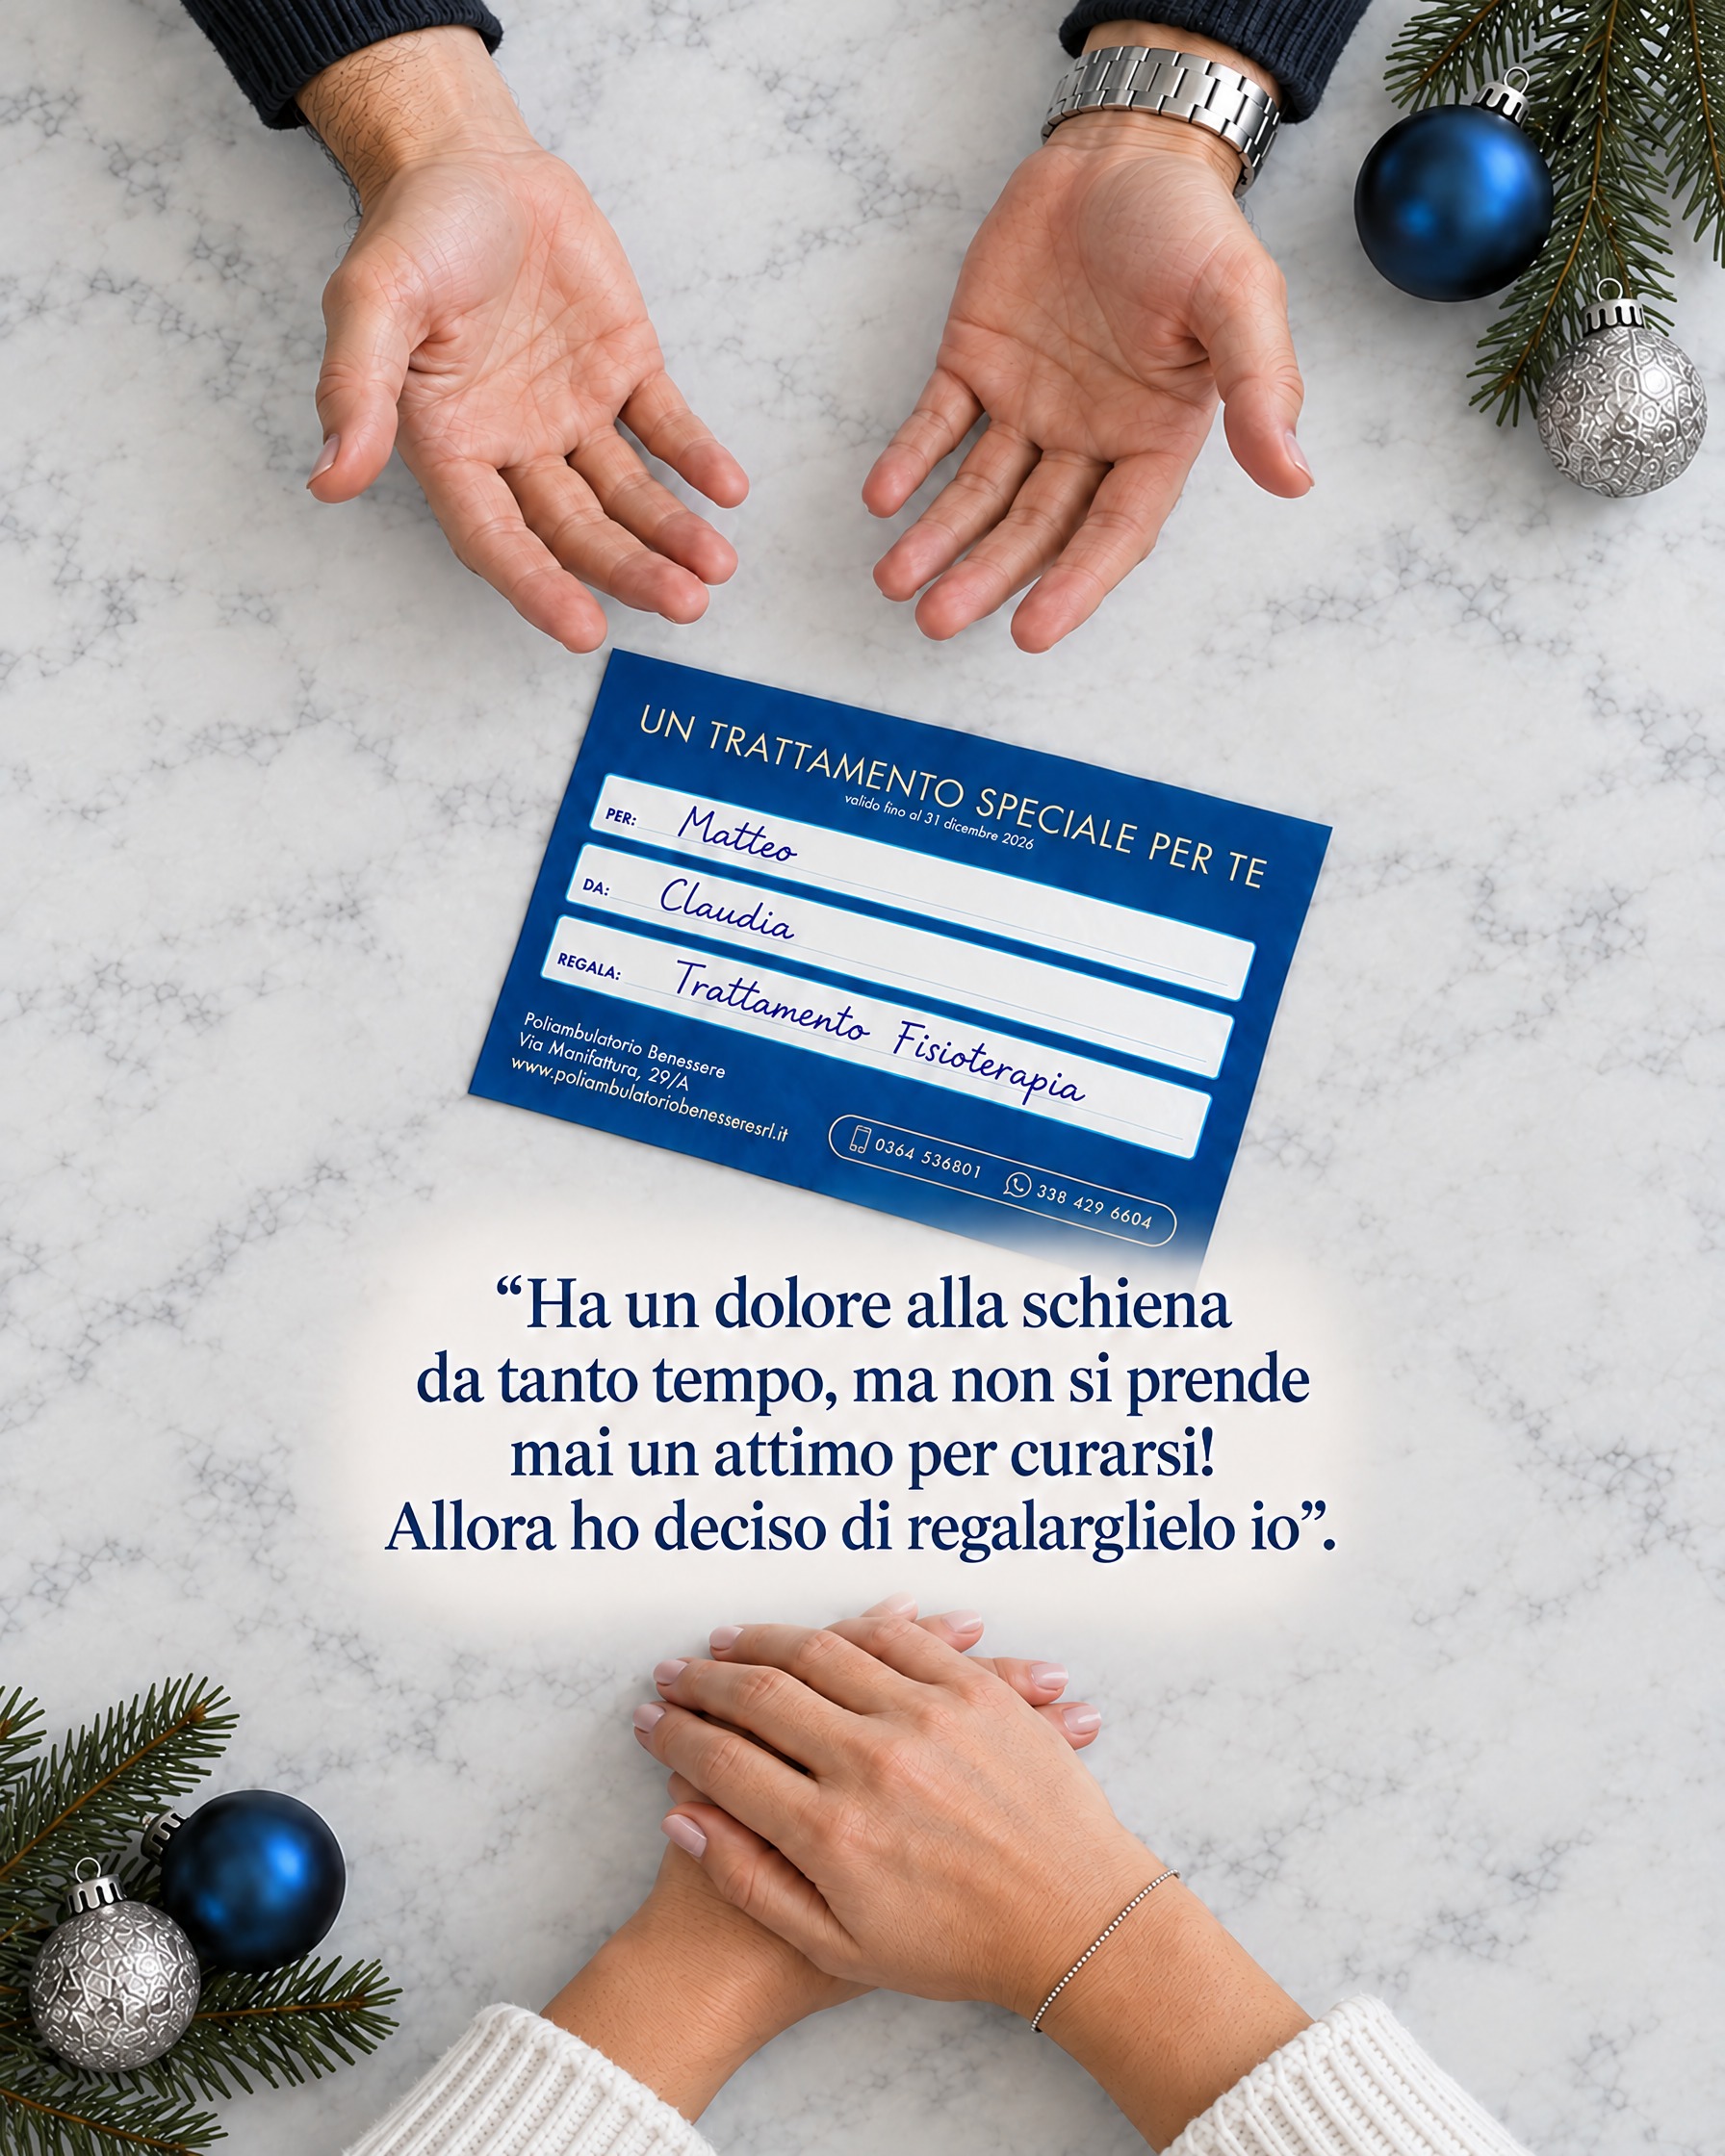 UN TRATTAMENTO SPECIALE PER TE
valido fino al 31 dicembre 2026
PER: Matteo
DA: Claudia
REGALA: Trattamento Fisioterapia
Poliambulatorio Benessere
Via Manifattura, 29/A
www.poliambulatoriobenesseresrl.it
0364 536801 338 429 6604
“Ha un dolore alla schiena
da tanto tempo, ma non si prende
mai un attimo per curarsi!
Allora ho deciso di regalarglielo io”.